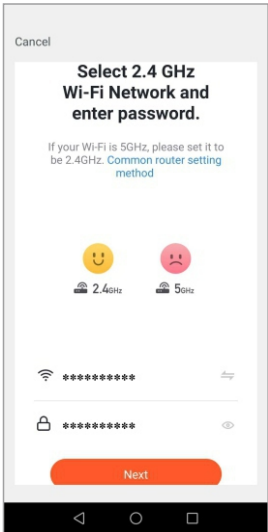 Cancel
Select 2.4 GHz
Wi-Fi Network and
enter password.
If your Wi-Fi is 5GHz, please set it to
be 2.4GHz. Common router setting
method
2.4GHz 5GHz
**********
**********
Next